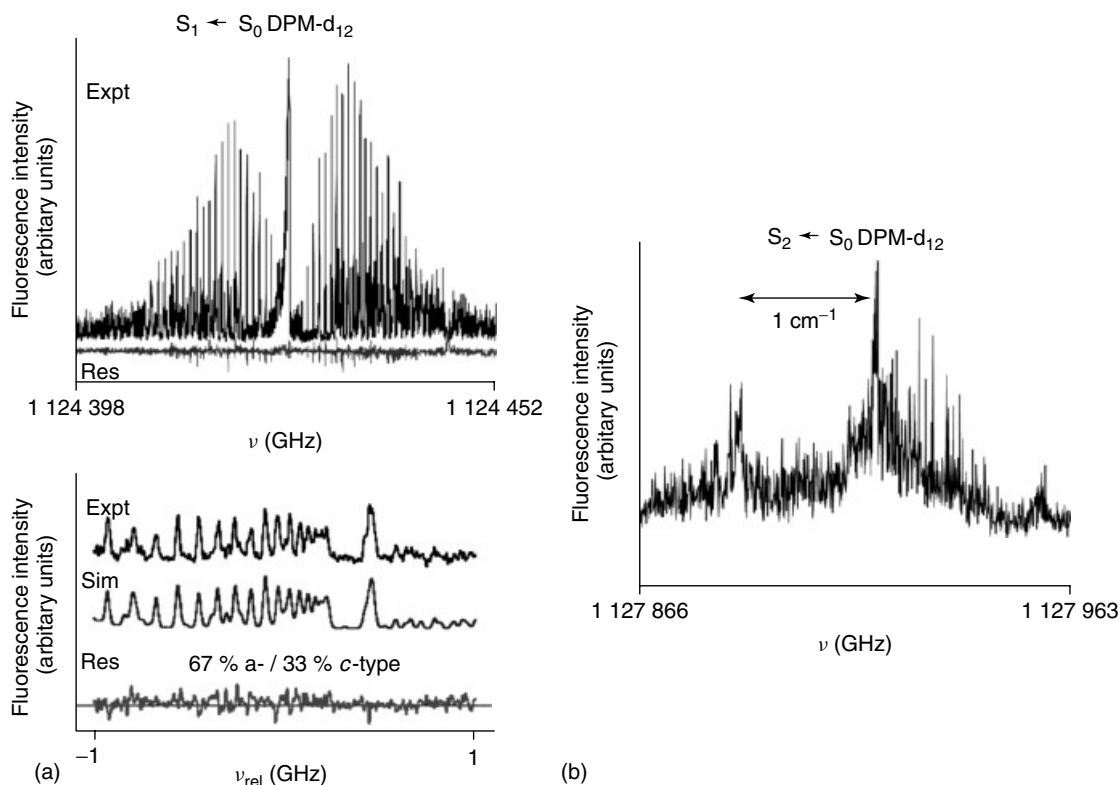 S₁ ← S₀ DPM-d₁₂
Expt
Fluorescence intensity
(arbitary units)
Res
1 124 398
1 124 452
ν (GHz)
Expt
Sim
Res
67 % a- / 33 % c-type
Fluorescence intensity
(arbitary units)
−1
1
(a)
ν_rel (GHz)
S₂ ← S₀ DPM-d₁₂
1 cm⁻¹
Fluorescence intensity
(arbitary units)
1 127 866
1 127 963
ν (GHz)
(b)